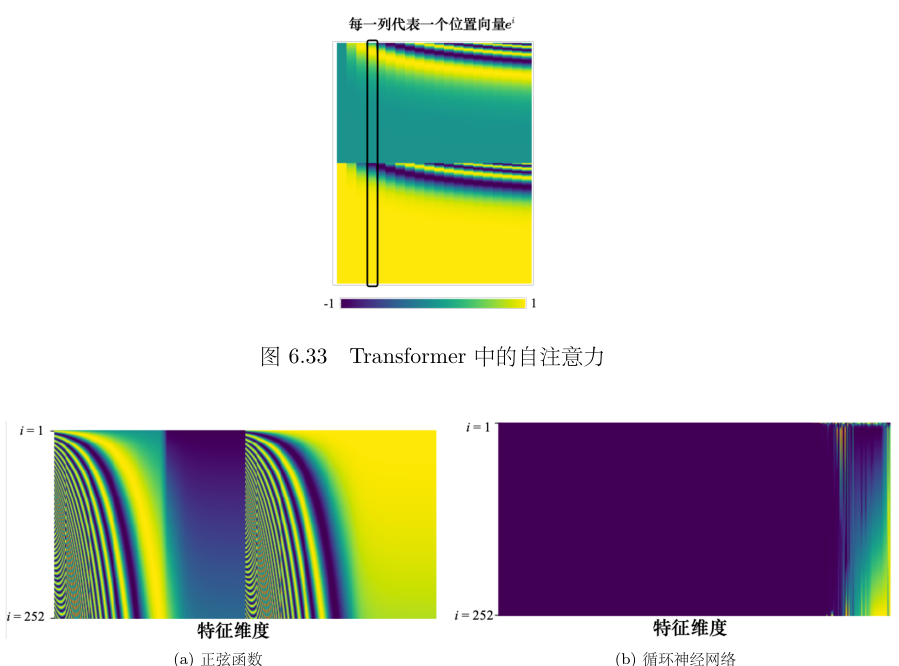 每一列代表一个位置向量eⁱ
-1
1
图 6.33 Transformer 中的自注意力
i = 1
i = 252
特征维度
(a) 正弦函数
i = 1
i = 252
特征维度
(b) 循环神经网络